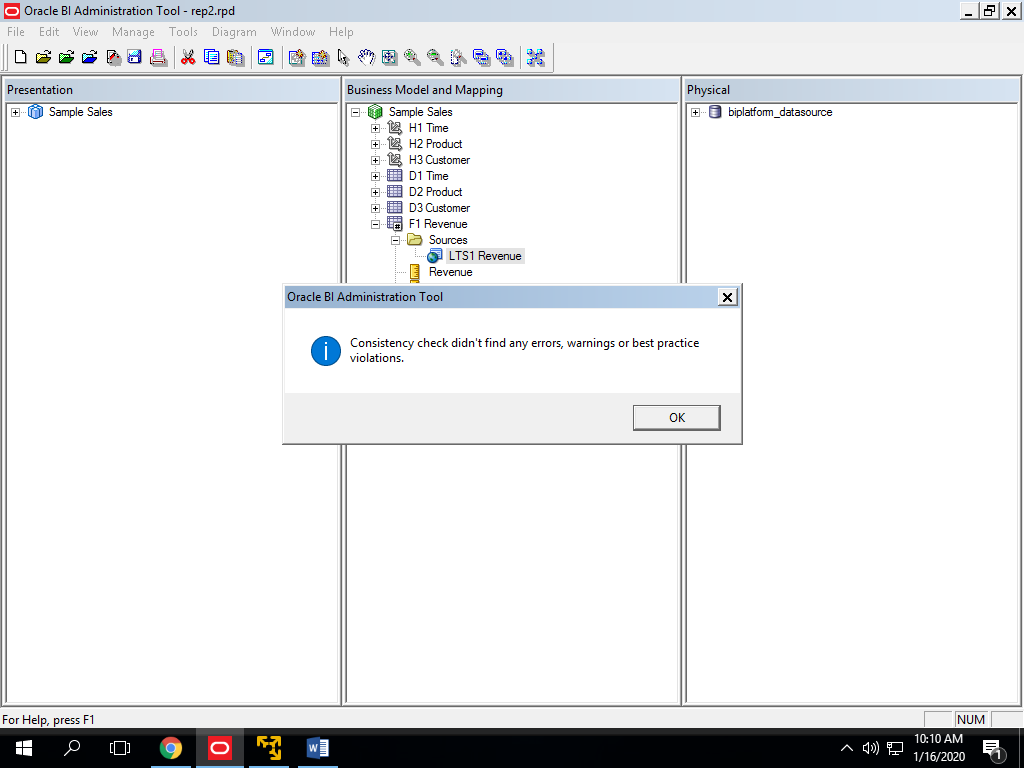 Oracle BI Administration Tool - rep2.rpd
File Edit View Manage Tools Diagram Window Help
Presentation
Sample Sales
Business Model and Mapping
Sample Sales
H1 Time
H2 Product
H3 Customer
D1 Time
D2 Product
D3 Customer
F1 Revenue
Sources
LTS1 Revenue
Revenue
Physical
biplatform_datasource
Oracle BI Administration Tool
Consistency check didn't find any errors, warnings or best practice
violations.
OK
For Help, press F1
NUM
10:10 AM
1/16/2020
1